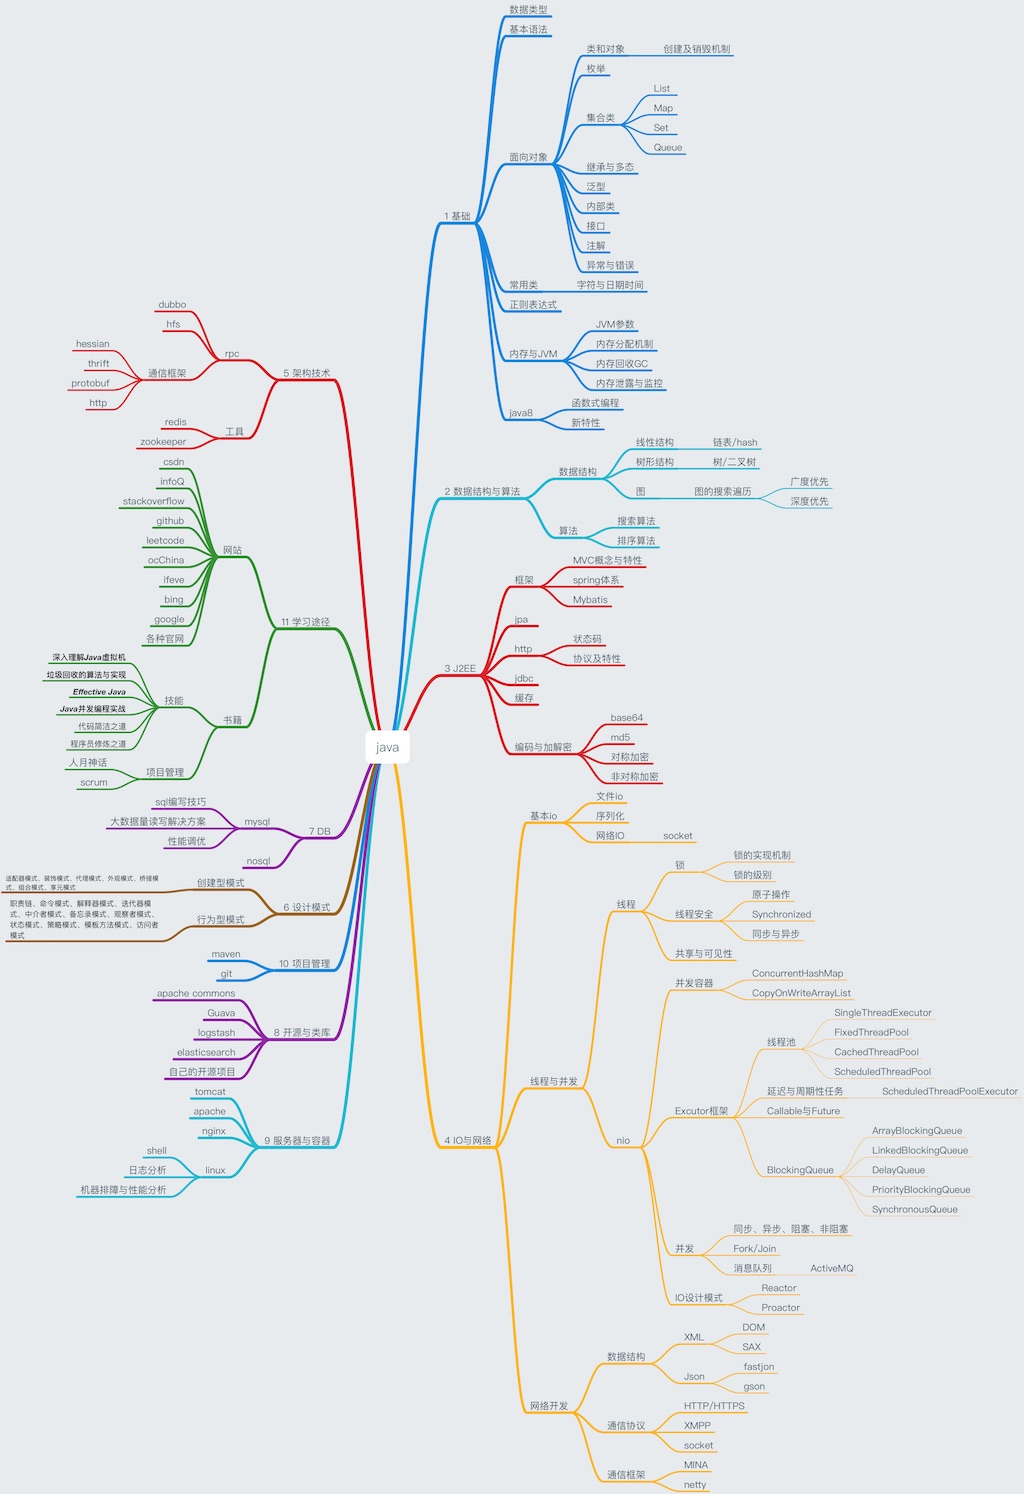 java
1 基础
数据类型
基本语法
面向对象
类和对象
创建及销毁机制
枚举
集合类
List
Map
Set
Queue
继承与多态
泛型
内部类
接口
注解
异常与错误
常用类
字符与日期时间
正则表达式
内存与JVM
JVM参数
内存分配机制
内存回收GC
内存泄露与监控
java8
函数式编程
新特性
2 数据结构与算法
数据结构
线性结构
链表/hash
树形结构
树/二叉树
图
图的搜索遍历
广度优先
深度优先
算法
搜索算法
排序算法
3 J2EE
框架
MVC概念与特性
spring体系
Mybatis
jpa
http
状态码
协议及特性
jdbc
缓存
编码与加解密
base64
md5
对称加密
非对称加密
4 IO与网络
基本io
文件io
序列化
网络IO
socket
线程与并发
线程
锁
锁的实现机制
锁的级别
线程安全
原子操作
Synchronized
同步与异步
共享与可见性
nio
并发容器
ConcurrentHashMap
CopyOnWriteArrayList
Excutor框架
线程池
SingleThreadExecutor
FixedThreadPool
CachedThreadPool
ScheduledThreadPool
延迟与周期性任务
ScheduledThreadPoolExecutor
Callable与Future
BlockingQueue
ArrayBlockingQueue
LinkedBlockingQueue
DelayQueue
PriorityBlockingQueue
SynchronousQueue
并发
同步、异步、阻塞、非阻塞
Fork/Join
消息队列
ActiveMQ
IO设计模式
Reactor
Proactor
网络开发
数据结构
XML
DOM
SAX
Json
fastjon
gson
通信协议
HTTP/HTTPS
XMPP
socket
通信框架
MINA
netty
5 架构技术
rpc
dubbo
hfs
通信框架
hessian
thrift
protobuf
http
工具
redis
zookeeper
11 学习途径
网站
csdn
infoQ
stackoverflow
github
leetcode
ocChina
ifeve
bing
google
各种官网
书籍
技能
深入理解Java虚拟机
垃圾回收的算法与实现
Effective Java
Java并发编程实战
代码简洁之道
程序员修炼之道
项目管理
人月神话
scrum
7 DB
mysql
sql编写技巧
大数据量读写解决方案
性能调优
nosql
6 设计模式
创建型模式
适配器模式、装饰模式、代理模式、外观模式、桥接模
式、组合模式、享元模式
行为型模式
职责链、命令模式、解释器模式、迭代器模
式、中介者模式、备忘录模式、观察者模式、
状态模式、策略模式、模板方法模式、访问者
模式
10 项目管理
maven
git
8 开源与类库
apache commons
Guava
logstash
elasticsearch
自己的开源项目
9 服务器与容器
tomcat
apache
nginx
linux
shell
日志分析
机器排障与性能分析